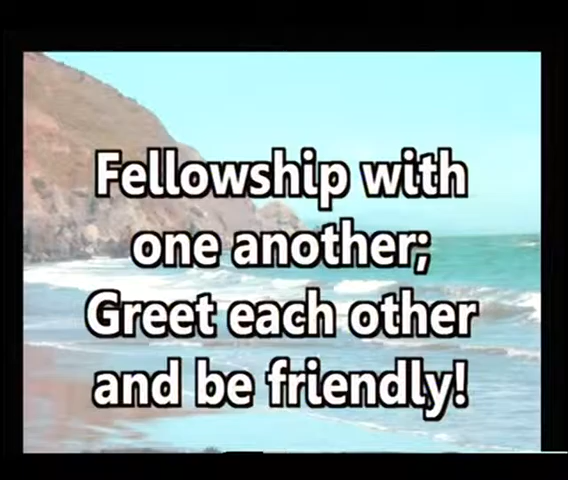 Fellowship with
one another;
Greet each other
and be friendly!